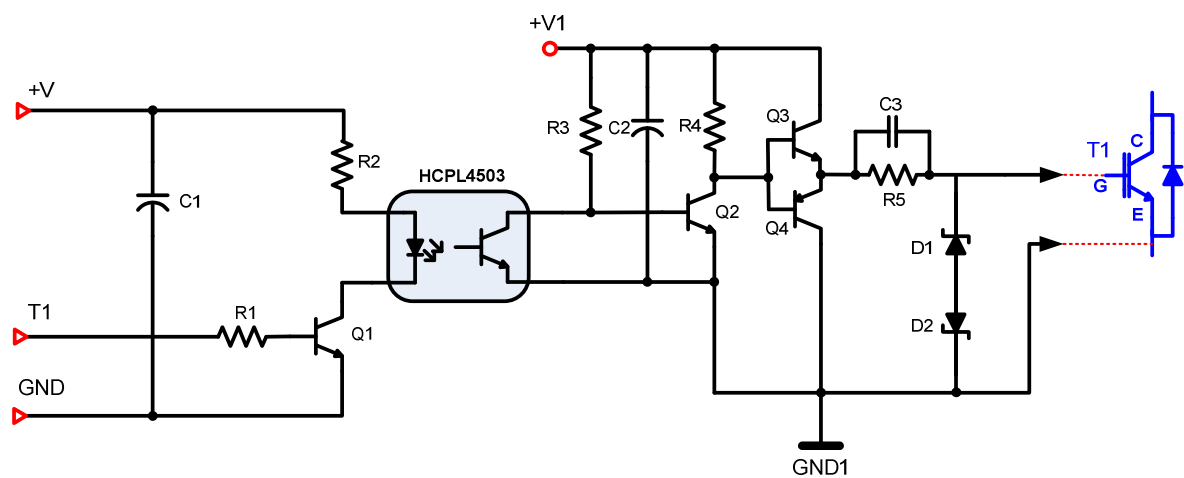 +V1
+V
Q3
C3
R3
C2
R4
C
T1
R2
HCPL4503
G
C1
R5
Q2
E
Q4
D1
T1
R1
Q1
D2
GND
GND1